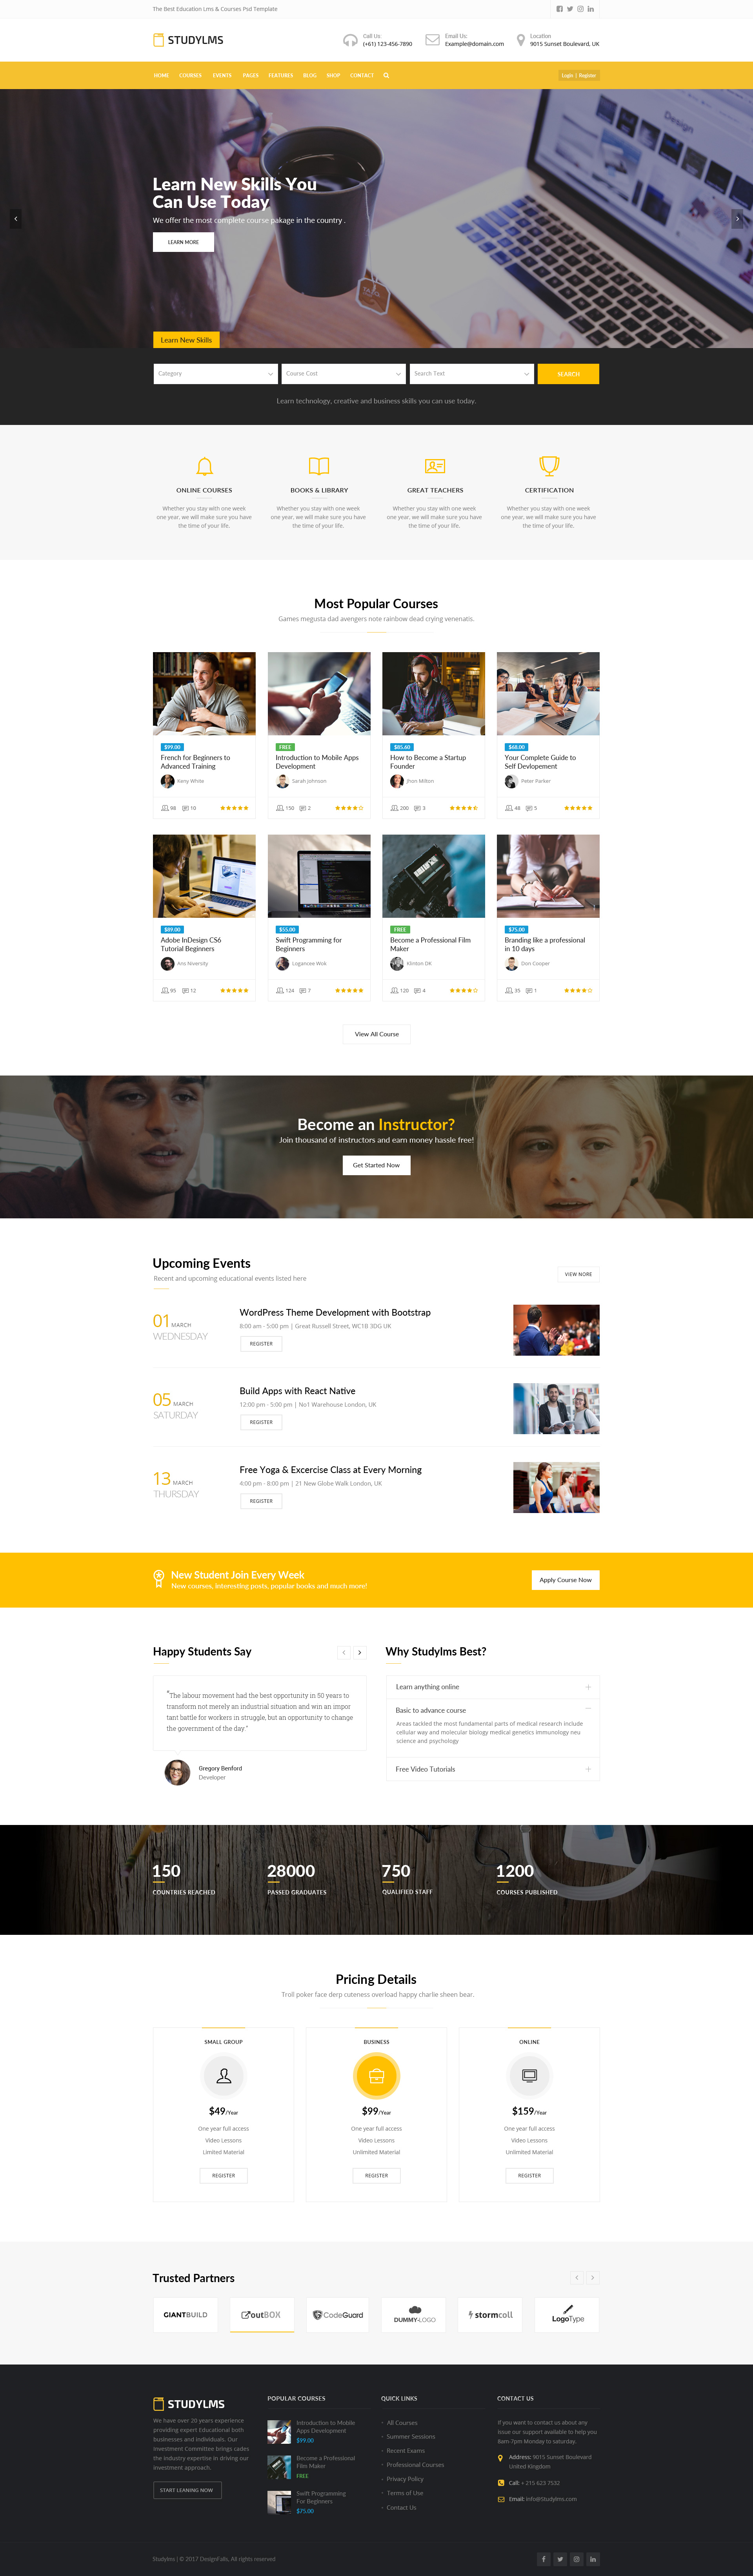 The Best Education Lms & Courses Psd Template
STUDYLMS
Call Us:
(+61) 123-456-7890
Email Us:
Example@domain.com
Location
9015 Sunset Boulevard, UK
HOME COURSES EVENTS PAGES FEATURES BLOG SHOP CONTACT
Login | Register
Learn New Skills You
Can Use Today
We offer the most complete course pakage in the country .
LEARN MORE
Learn New Skills
Category
Course Cost
Search Text
SEARCH
Learn technology, creative and business skills you can use today.
ONLINE COURSES
Whether you stay with one week
one year, we will make sure you have
the time of your life.
BOOKS & LIBRARY
Whether you stay with one week
one year, we will make sure you have
the time of your life.
GREAT TEACHERS
Whether you stay with one week
one year, we will make sure you have
the time of your life.
CERTIFICATION
Whether you stay with one week
one year, we will make sure you have
the time of your life.
Most Popular Courses
Games megusta dad avengers note rainbow dead crying venenatis.
$99.00
French for Beginners to
Advanced Training
Keny White
98 10
FREE
Introduction to Mobile Apps
Development
Sarah Johnson
150 2
$85.60
How to Become a Startup
Founder
Jhon Milton
200 3
$68.00
Your Complete Guide to
Self Devlopement
Peter Parker
48 5
$89.00
Adobe InDesign CS6
Tutorial Beginners
Ans Niversity
95 12
$55.00
Swift Programming for
Beginners
Logancee Wok
124 7
FREE
Become a Professional Film
Maker
Klinton DK
120 4
$75.00
Branding like a professional
in 10 days
Don Cooper
35 1
View All Course
Become an Instructor?
Join thousand of instructors and earn money hassle free!
Get Started Now
Upcoming Events
Recent and upcoming educational events listed here
VIEW MORE
01 MARCH
WEDNESDAY
WordPress Theme Development with Bootstrap
8:00 am - 5:00 pm | Great Russell Street, WC1B 3DG UK
REGISTER
05 MARCH
SATURDAY
Build Apps with React Native
12:00 pm - 5:00 pm | No1 Warehouse London, UK
REGISTER
13 MARCH
THURSDAY
Free Yoga & Excercise Class at Every Morning
4:00 pm - 8:00 pm | 21 New Globe Walk London, UK
REGISTER
New Student Join Every Week
New courses, interesting posts, popular books and much more!
Apply Course Now
Happy Students Say
"The labour movement had the best opportunity in 50 years to
transform not merely an industrial situation and win an impor
tant battle for workers in struggle, but an opportunity to change
the government of the day."
Gregory Benford
Developer
Why Studylms Best?
Learn anything online
Basic to advance course
Areas tackled the most fundamental parts of medical research include
cellular way and molecular biology medical genetics immunology neu
science and psychology
Free Video Tutorials
150
COUNTRIES REACHED
28000
PASSED GRADUATES
750
QUALIFIED STAFF
1200
COURSES PUBLISHED
Pricing Details
Troll poker face derp cuteness overload happy charlie sheen bear.
SMALL GROUP
$49/Year
One year full access
Video Lessons
Limited Material
REGISTER
BUSINESS
$99/Year
One year full access
Video Lessons
Unlimited Material
REGISTER
ONLINE
$159/Year
One year full access
Video Lessons
Unlimited Material
REGISTER
Trusted Partners
GIANTBUILD
outBOX
CodeGuard
DUMMY-LOGO
stormcoll
LogoType
STUDYLMS
We have over 20 years experience
providing expert Educational both
businesses and individuals. Our
Investment Committee brings cades
the industry expertise in driving our
investment approach.
START LEANING NOW
POPULAR COURSES
Introduction to Mobile
Apps Development
$99.00
Become a Professional
Film Maker
FREE
Swift Programming
For Beginners
$75.00
QUICK LINKS
All Courses
Summer Sessions
Recent Exams
Professional Courses
Privacy Policy
Terms of Use
Contact Us
CONTACT US
If you want to contact us about any
issue our support available to help you
8am-7pm Monday to saturday.
Address: 9015 Sunset Boulevard
United Kingdom
Call: + 215 623 7532
Email: info@Studylms.com
Studylms | © 2017 DesignFalls, All rights reserved